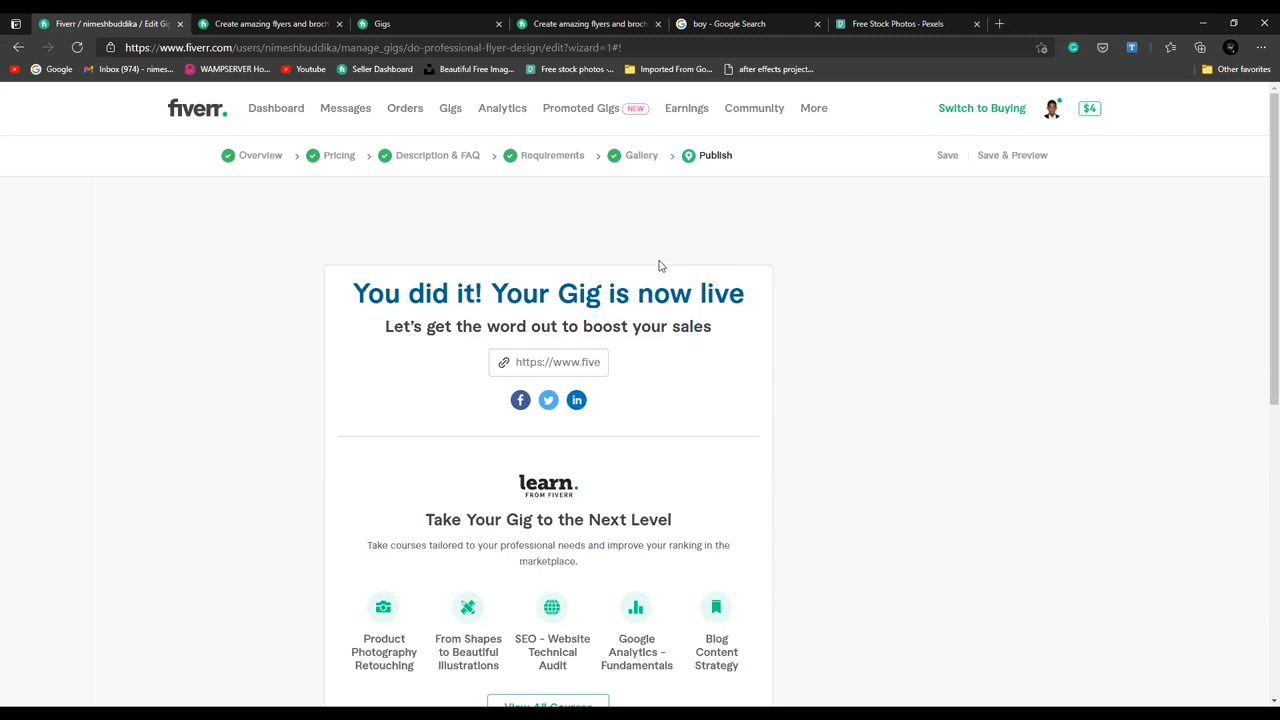 Fiverr / nimeshbuddika / Edit Gi
Create amazing flyers and broch
Gigs
Create amazing flyers and broch
boy - Google Search
Free Stock Photos - Pexels
https://www.fiverr.com/users/nimeshbuddika/manage_gigs/do-professional-flyer-design/edit?wizard=1#!
Google
Inbox (974) - nimes...
WAMPSERVER Ho...
Youtube
Seller Dashboard
Beautiful Free Imag...
Free stock photos -...
Imported From Go...
after effects project...
Other favorites
fiverr.
Dashboard
Messages
Orders
Gigs
Analytics
Promoted Gigs NEW
Earnings
Community
More
Switch to Buying
$4
Overview
Pricing
Description & FAQ
Requirements
Gallery
Publish
Save
Save & Preview
You did it! Your Gig is now live
Let's get the word out to boost your sales
https://www.five
learn.
FROM FIVERR
Take Your Gig to the Next Level
Take courses tailored to your professional needs and improve your ranking in the
marketplace.
Product
Photography
Retouching
From Shapes
to Beautiful
Illustrations
SEO - Website
Technical
Audit
Google
Analytics -
Fundamentals
Blog
Content
Strategy
View All Courses